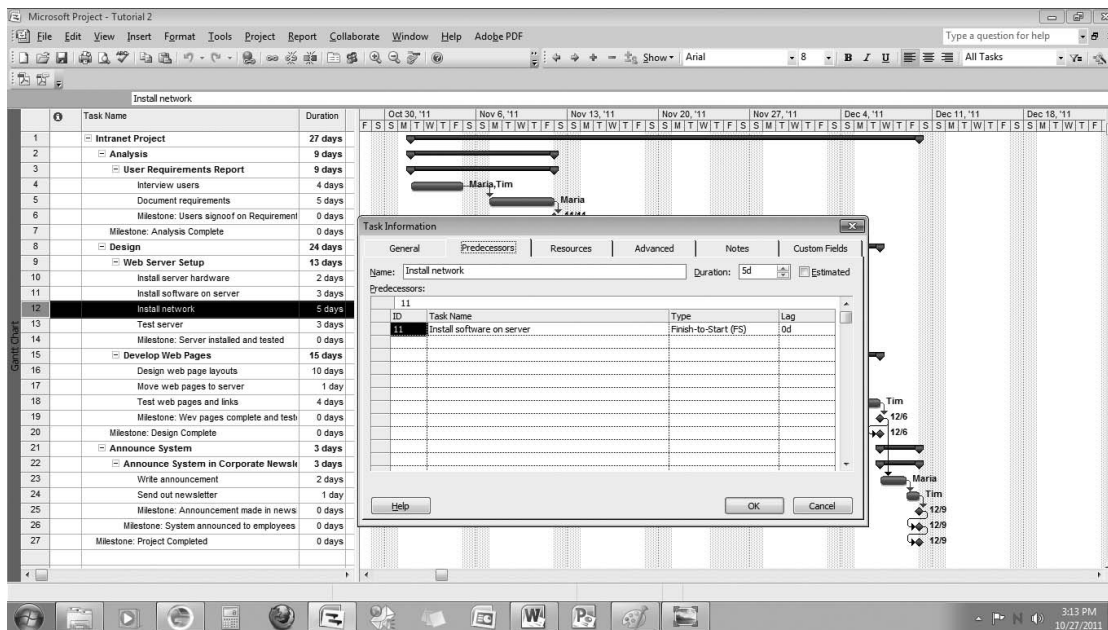 Microsoft Project - Tutorial 2
File Edit View Insert Format Tools Project Report Collaborate Window Help Adobe PDF
Type a question for help
Show Arial 8 B I U All Tasks
Install network
Task Name Duration
Oct 30, '11 Nov 6, '11 Nov 13, '11 Nov 20, '11 Nov 27, '11 Dec 4, '11 Dec 11, '11 Dec 18, '11
F S S M T W T F S S M T W T F S S M T W T F S S M T W T F S S M T W T F S S M T W T F S S M T W T F S S M T W T F
1 Intranet Project 27 days
2 Analysis 9 days
3 User Requirements Report 9 days
4 Interview users 4 days Maria,Tim
5 Document requirements 5 days Maria
6 Milestone: Users signoof on Requirement 0 days 11/11
7 Milestone: Analysis Complete 0 days
8 Design 24 days
9 Web Server Setup 13 days
10 Install server hardware 2 days
11 Install software on server 3 days
12 Install network 5 days
13 Test server 3 days
14 Milestone: Server installed and tested 0 days
15 Develop Web Pages 15 days
16 Design web page layouts 10 days
17 Move web pages to server 1 day
18 Test web pages and links 4 days Tim
19 Milestone: Wev pages complete and teste 0 days 12/6
20 Milestone: Design Complete 0 days 12/6
21 Announce System 3 days
22 Announce System in Corporate Newsle 3 days
23 Write announcement 2 days Maria
24 Send out newsletter 1 day Tim
25 Milestone: Announcement made in news 0 days 12/9
26 Milestone: System announced to employees 0 days 12/9
27 Milestone: Project Completed 0 days 12/9
Gantt Chart
Task Information
General Predecessors Resources Advanced Notes Custom Fields
Name: Install network Duration: 5d Estimated
Predecessors:
11
ID Task Name Type Lag
11 Install software on server Finish-to-Start (FS) 0d
Help OK Cancel
3:13 PM
10/27/2011